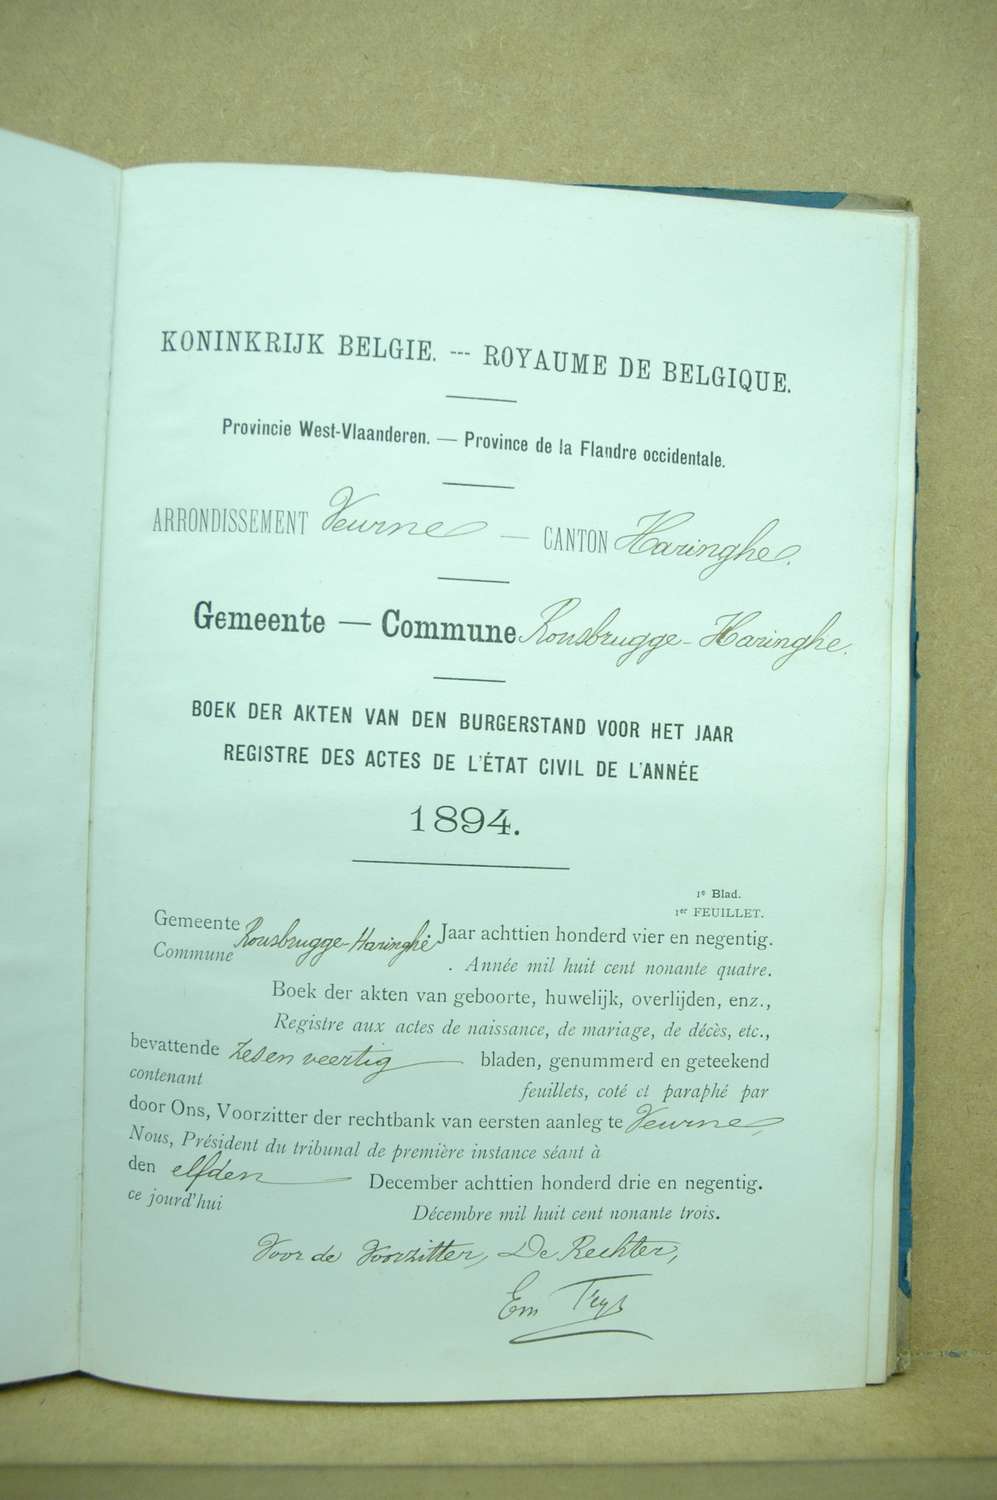 KONINKRIJK BELGIE. --- ROYAUME DE BELGIQUE.
Provincie West-Vlaanderen. — Province de la Flandre occidentale.
ARRONDISSEMENT Veurne — CANTON Haringhe.
Gemeente — Commune Rousbrugge-Haringhe.
BOEK DER AKTEN VAN DEN BURGERSTAND VOOR HET JAAR
REGISTRE DES ACTES DE L'ÉTAT CIVIL DE L'ANNÉE
1894.
1e Blad.
1er FEUILLET.
Gemeente Rousbrugge-Haringhe Jaar achttien honderd vier en negentig.
Commune . Année mil huit cent nonante quatre.
Boek der akten van geboorte, huwelijk, overlijden, enz.,
Registre aux actes de naissance, de mariage, de décès, etc.,
bevattende zesen veertig bladen, genummerd en geteekend
contenant feuillets, coté et paraphé par
door Ons, Voorzitter der rechtbank van eersten aanleg te Veurne,
Nous, Président du tribunal de première instance séant à
den elfden December achttien honderd drie en negentig.
ce jourd'hui Décembre mil huit cent nonante trois.
Voor de Voorzitter, De Rechter,
Em